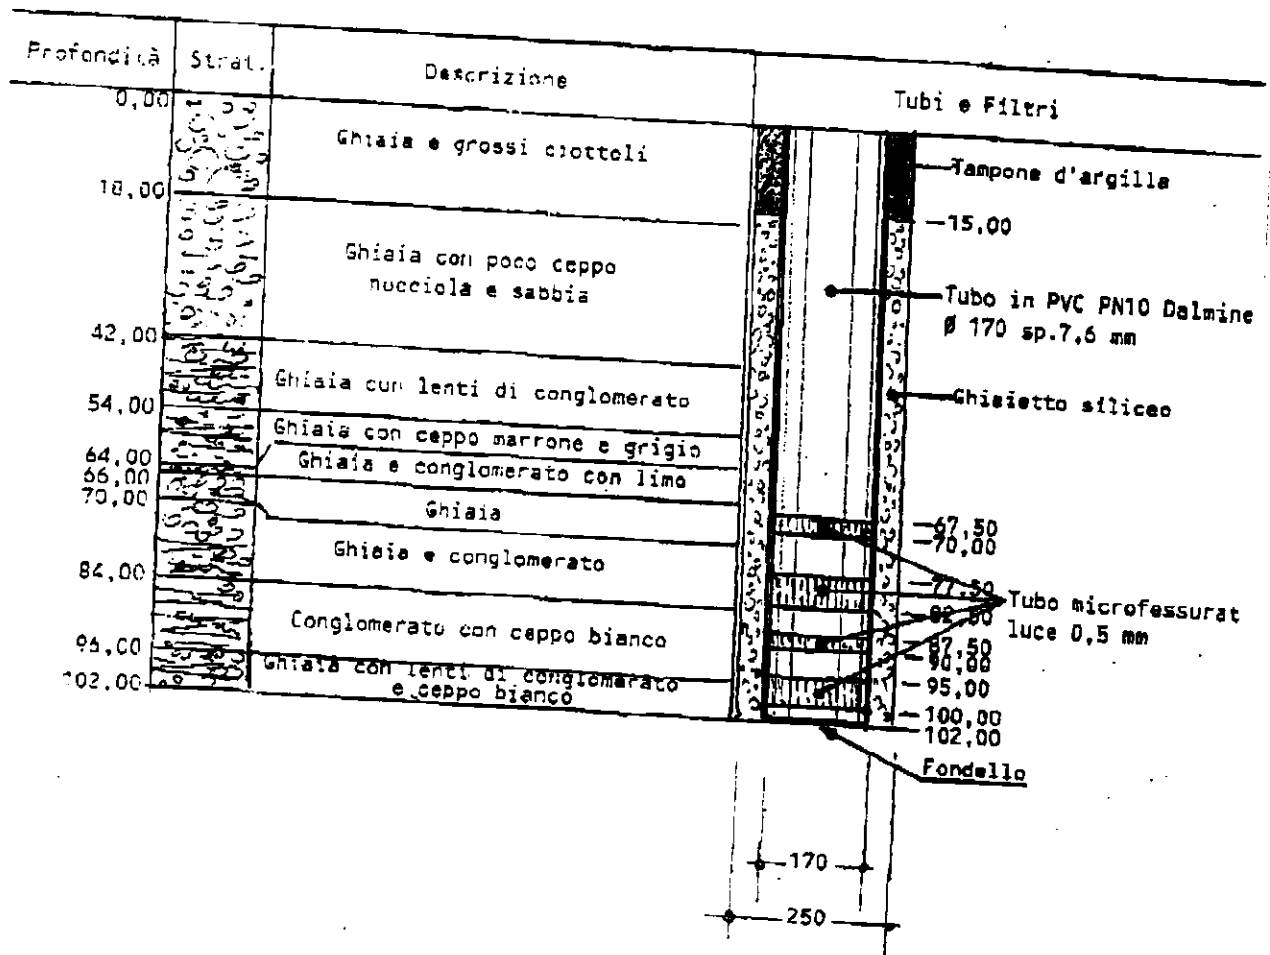 Profondità Strat. Descrizione Tubi e Filtri
0,00
Ghiaia e grossi ciottoli
Tampone d'argilla
18,00
-15,00
Ghiaia con poco ceppo
nocciola e sabbia
Tubo in PVC PN10 Dalmine
Ø 170 sp.7,6 mm
42,00
Ghiaia con lenti di conglomerato
Ghiaietto siliceo
54,00
Ghiaia con ceppo marrone e grigio
64,00
Ghiaia e conglomerato con limo
66,00
70,00
Ghiaia
-67,50
-70,00
Ghiaia e conglomerato
84,00
-77,50
Tubo microfessurat
luce 0,5 mm
-82,50
-87,50
-90,00
Conglomerato con ceppo bianco
96,00
Ghiaia con lenti di conglomerato
e ceppo bianco
-95,00
102,00
-100,00
-102,00
Fondello
170
250